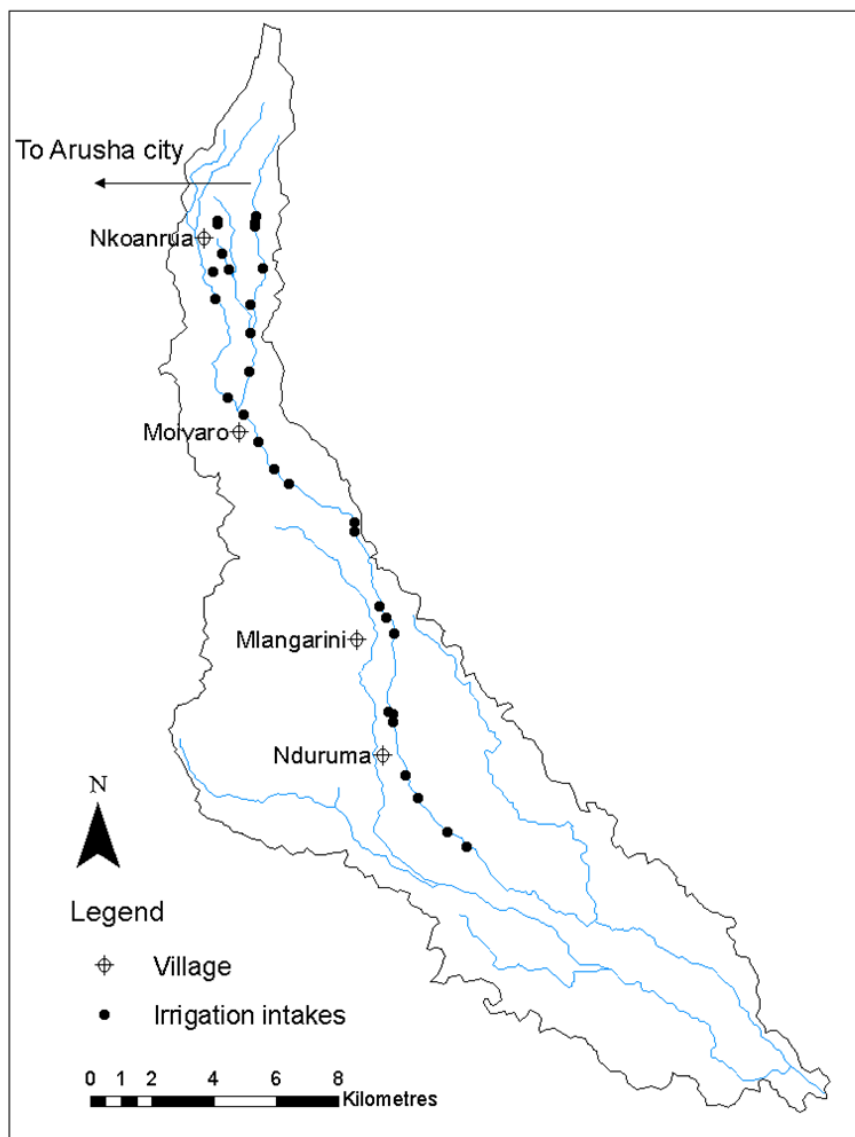 To Arusha city
Nkoanrua
Moivaro
Mlangarini
Nduruma
N
Legend
Village
Irrigation intakes
0 1 2 4 6 8
Kilometres